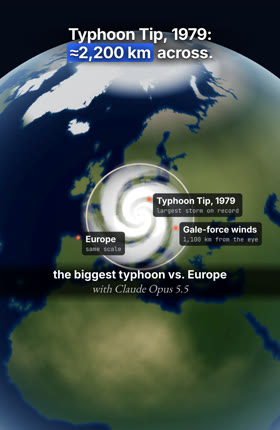 Typhoon Tip, 1979:
≈2,200 km across.
Typhoon Tip, 1979
largest storm on record
Gale-force winds
1,100 km from the eye
Europe
same scale
the biggest typhoon vs. Europe
with Claude Opus 5.5